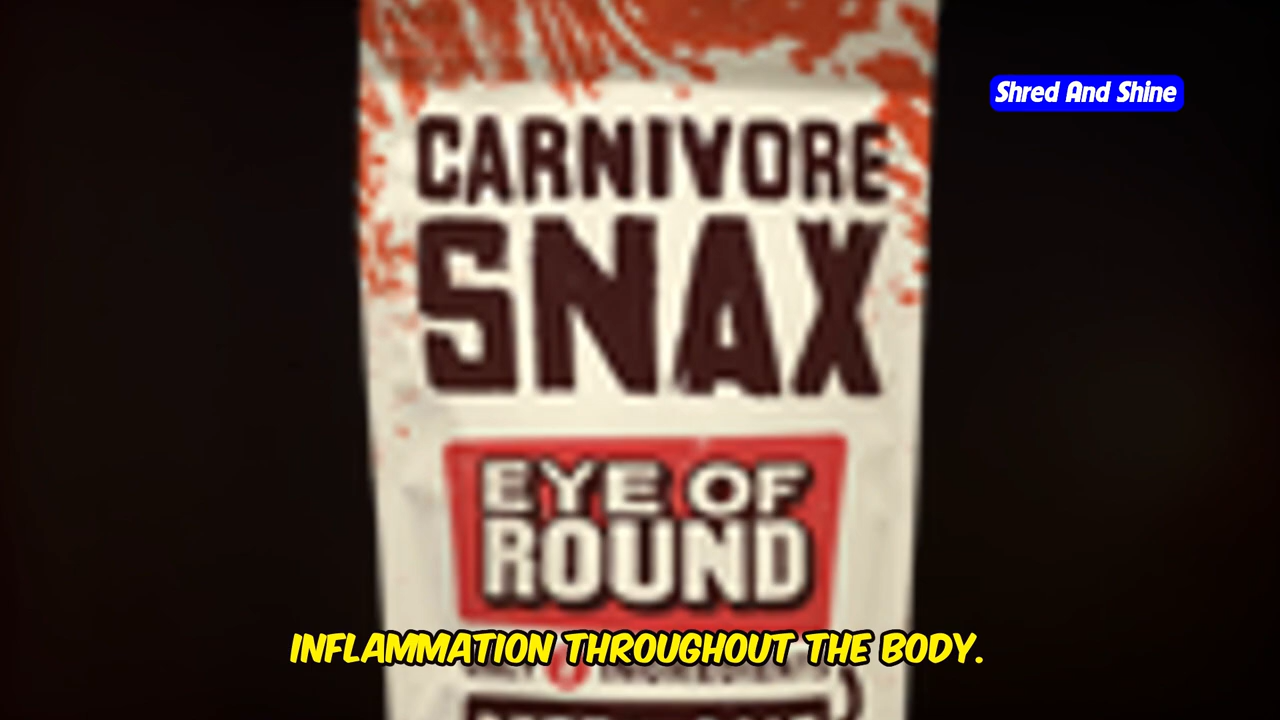 Shred And Shine
CARNIVORE
SNAX
EYE OF
ROUND
INFLAMMATION THROUGHOUT THE BODY.